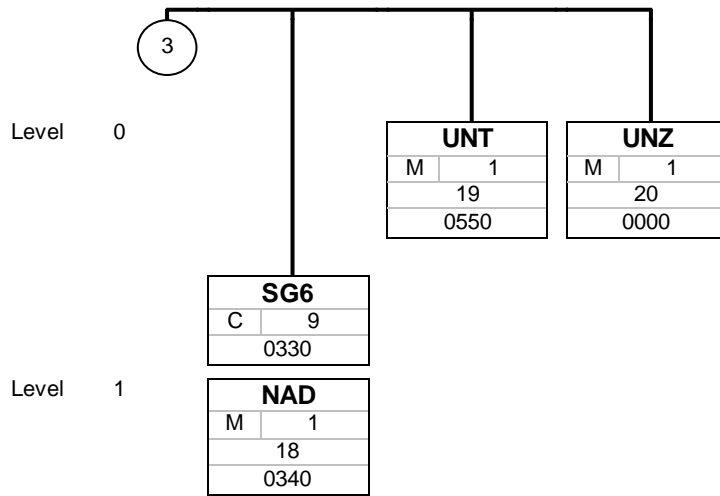 3
Level 0
UNT UNZ
M 1 M 1
19 20
0550 0000
SG6
C 9
0330
Level 1
NAD
M 1
18
0340